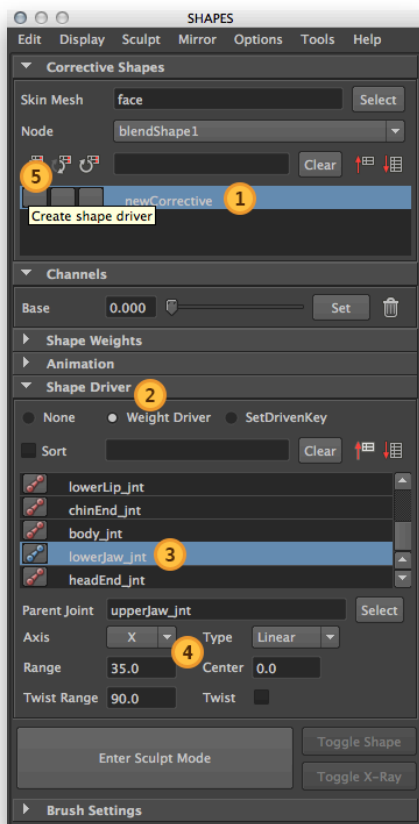 SHAPES
Edit Display Sculpt Mirror Options Tools Help
Corrective Shapes
Skin Mesh face Select
Node blendShape1
5 Clear
newCorrective 1
Create shape driver
Channels
Base 0.000 Set
Shape Weights
Animation
Shape Driver 2
None Weight Driver SetDrivenKey
Sort Clear
lowerLip_jnt
chinEnd_jnt
body_jnt
lowerJaw_jnt 3
headEnd_jnt
Parent Joint upperJaw_jnt Select
Axis X 4 Type Linear
Range 35.0 Center 0.0
Twist Range 90.0 Twist
Enter Sculpt Mode Toggle Shape
Toggle X-Ray
Brush Settings